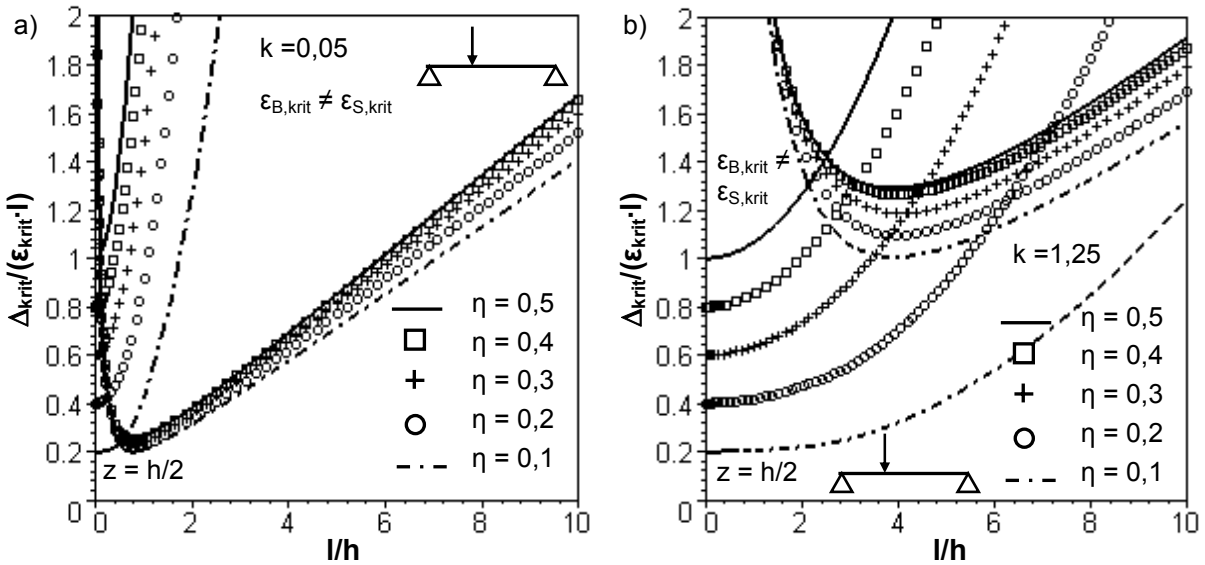 a)
k =0,05
εB,krit ≠ εS,krit
Δkrit/(εkrit·l)
2
1.8
1.6
1.4
1.2
1
0.8
0.6
0.4
0.2
0
η = 0,5
η = 0,4
η = 0,3
η = 0,2
η = 0,1
z = h/2
0 2 4 6 8 10
l/h
b)
εB,krit ≠
εS,krit
k =1,25
Δkrit/(εkrit·l)
2
1.8
1.6
1.4
1.2
1
0.8
0.6
0.4
0.2
0
η = 0,5
η = 0,4
η = 0,3
η = 0,2
η = 0,1
z = h/2
0 2 4 6 8 10
l/h